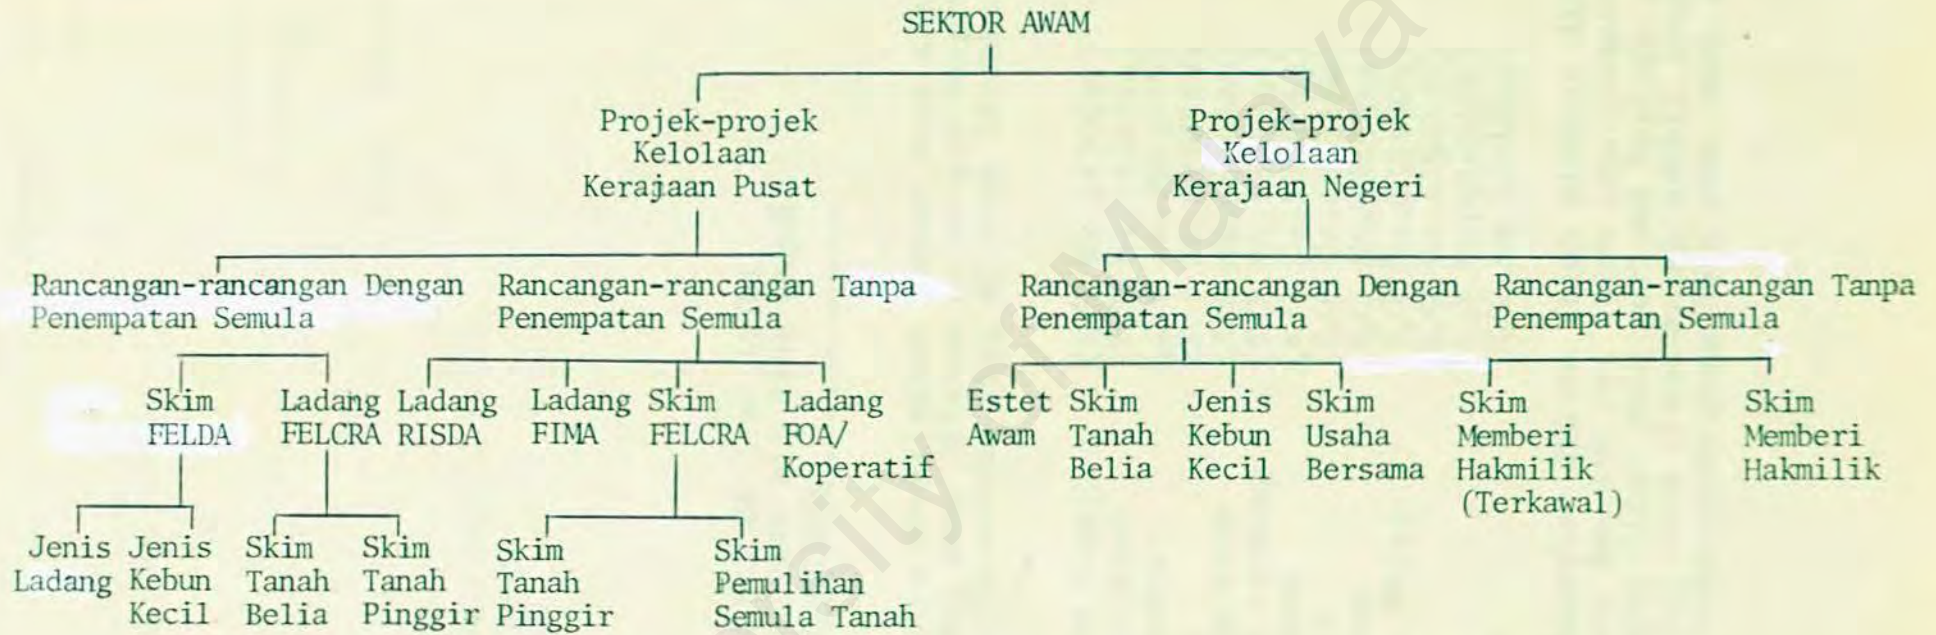 SEKTOR AWAM
Projek-projek
Kelolaan
Kerajaan Pusat
Projek-projek
Kelolaan
Kerajaan Negeri
Rancangan-rancangan Dengan
Penempatan Semula
Rancangan-rancangan Tanpa
Penempatan Semula
Rancangan-rancangan Dengan
Penempatan Semula
Rancangan-rancangan Tanpa
Penempatan Semula
Skim
FELDA
Ladang
FELCRA
Ladang
RISDA
Ladang
FIMA
Skim
FELCRA
Ladang
FOA/
Koperatif
Estet
Awam
Skim
Tanah
Belia
Jenis
Kebun
Kecil
Skim
Usaha
Bersama
Skim
Memberi
Hakmilik
(Terkawal)
Skim
Memberi
Hakmilik
Jenis
Ladang
Jenis
Kebun
Kecil
Skim
Tanah
Belia
Skim
Tanah
Pinggir
Skim
Tanah
Pinggir
Skim
Pemulihan
Semula Tanah